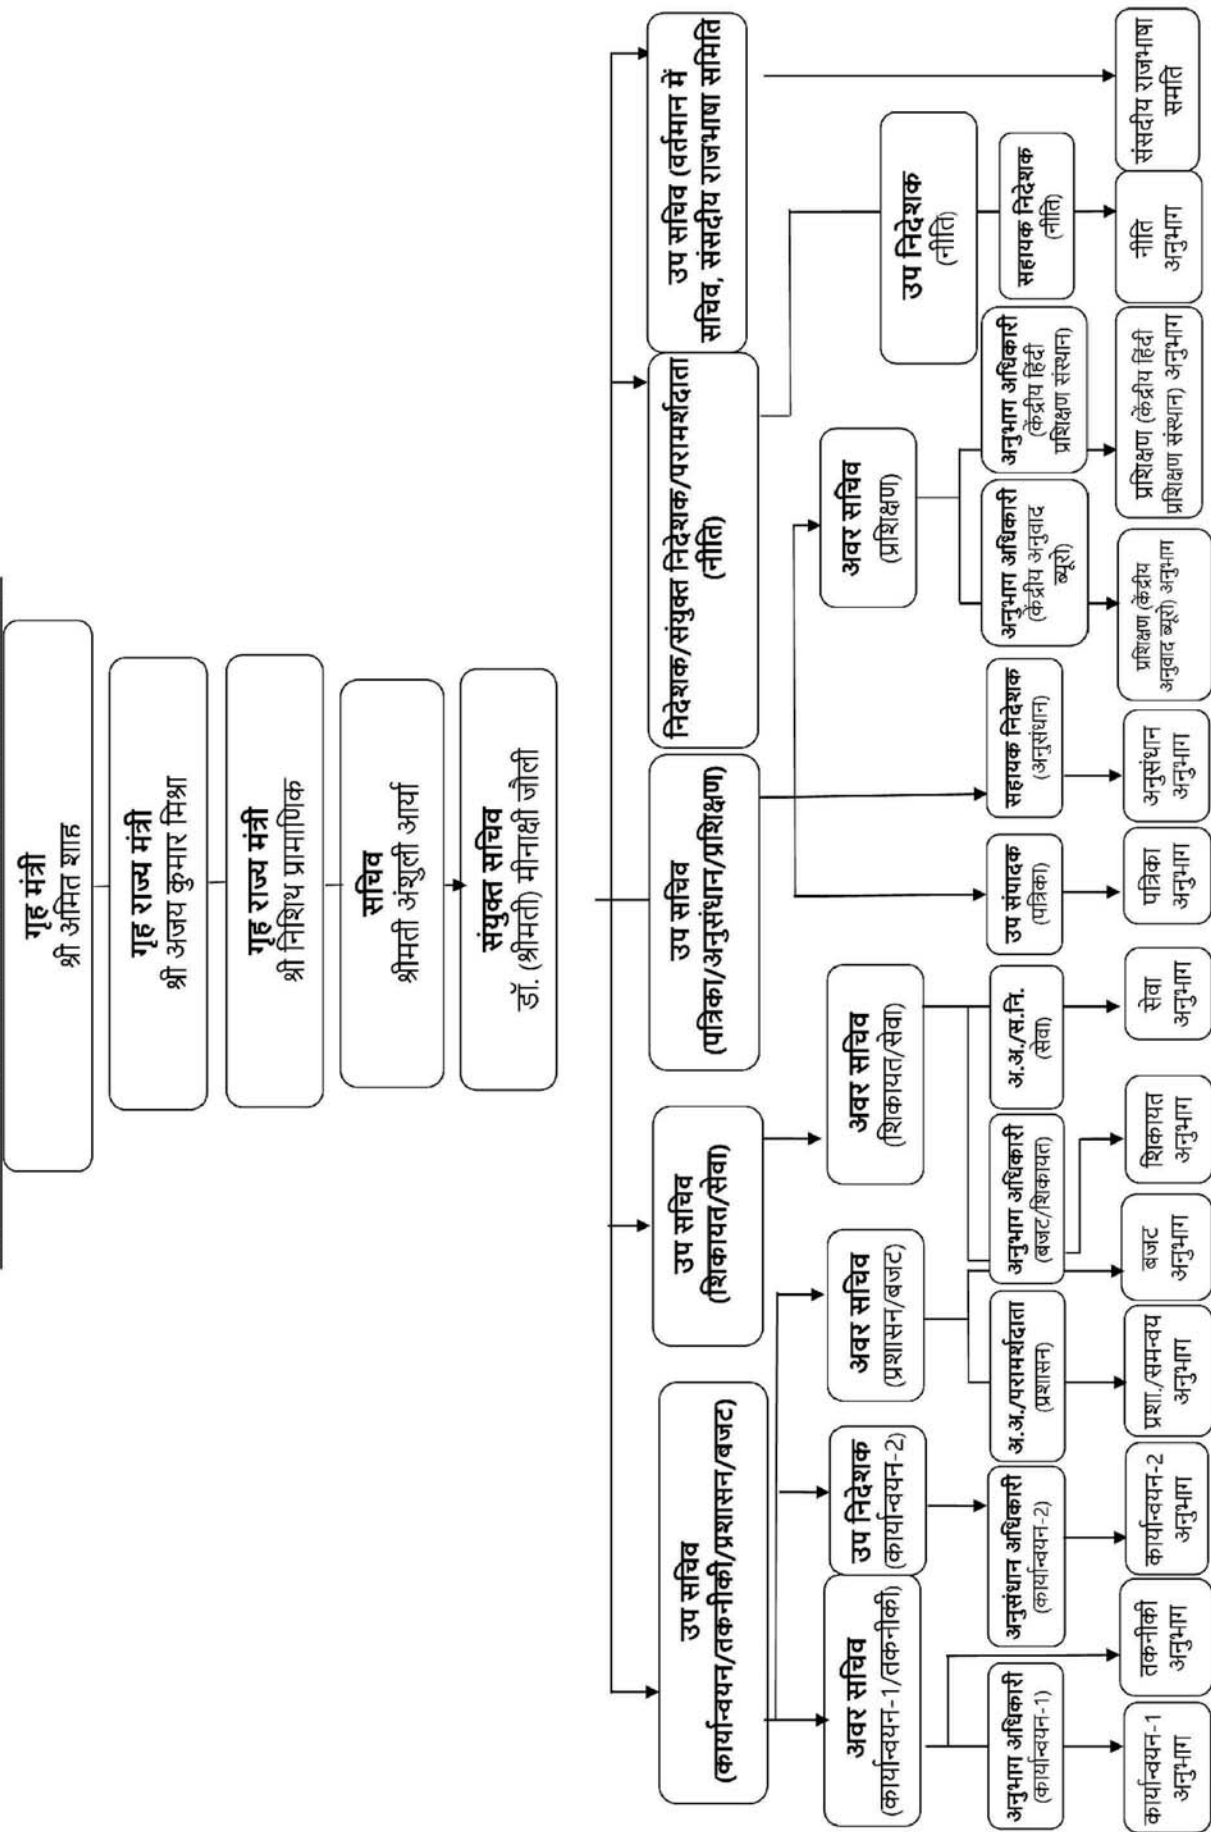 गृह मंत्री
श्री अमित शाह
गृह राज्य मंत्री
श्री अजय कुमार मिश्रा
गृह राज्य मंत्री
श्री निशिथ प्रामाणिक
सचिव
श्रीमती अंशुली आर्या
संयुक्त सचिव
डॉ. (श्रीमती) मीनाक्षी जौली
उप सचिव
(कार्यान्वयन/तकनीकी/प्रशासन/बजट)
उप सचिव
(शिकायत/सेवा)
उप सचिव
(पत्रिका/अनुसंधान/प्रशिक्षण)
निदेशक/संयुक्त निदेशक/परामर्शदाता
(नीति)
उप सचिव (वर्तमान में
सचिव, संसदीय राजभाषा समिति
अवर सचिव
(कार्यान्वयन-1/तकनीकी)
उप निदेशक
(कार्यान्वयन-2)
अवर सचिव
(प्रशासन/बजट)
अवर सचिव
(शिकायत/सेवा)
अवर सचिव
(प्रशिक्षण)
उप निदेशक
(नीति)
अनुभाग अधिकारी
(कार्यान्वयन-1)
अनुसंधान अधिकारी
(कार्यान्वयन-2)
अ.अ./परामर्शदाता
(प्रशासन)
अनुभाग अधिकारी
(बजट/शिकायत)
अ.अ./स.नि.
(सेवा)
उप संपादक
(पत्रिका)
सहायक निदेशक
(अनुसंधान)
अनुभाग अधिकारी
(केंद्रीय अनुवाद
ब्यूरो)
अनुभाग अधिकारी
(केंद्रीय हिंदी
प्रशिक्षण संस्थान)
सहायक निदेशक
(नीति)
कार्यान्वयन-1
अनुभाग
तकनीकी
अनुभाग
कार्यान्वयन-2
अनुभाग
प्रशा./समन्वय
अनुभाग
बजट
अनुभाग
शिकायत
अनुभाग
सेवा
अनुभाग
पत्रिका
अनुभाग
अनुसंधान
अनुभाग
प्रशिक्षण (केंद्रीय
अनुवाद ब्यूरो) अनुभाग
प्रशिक्षण (केंद्रीय हिंदी
प्रशिक्षण संस्थान) अनुभाग
नीति
अनुभाग
संसदीय राजभाषा
समति